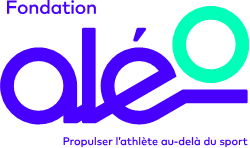 Fondation
aléo
Propulser l'athlète au-delà du sport